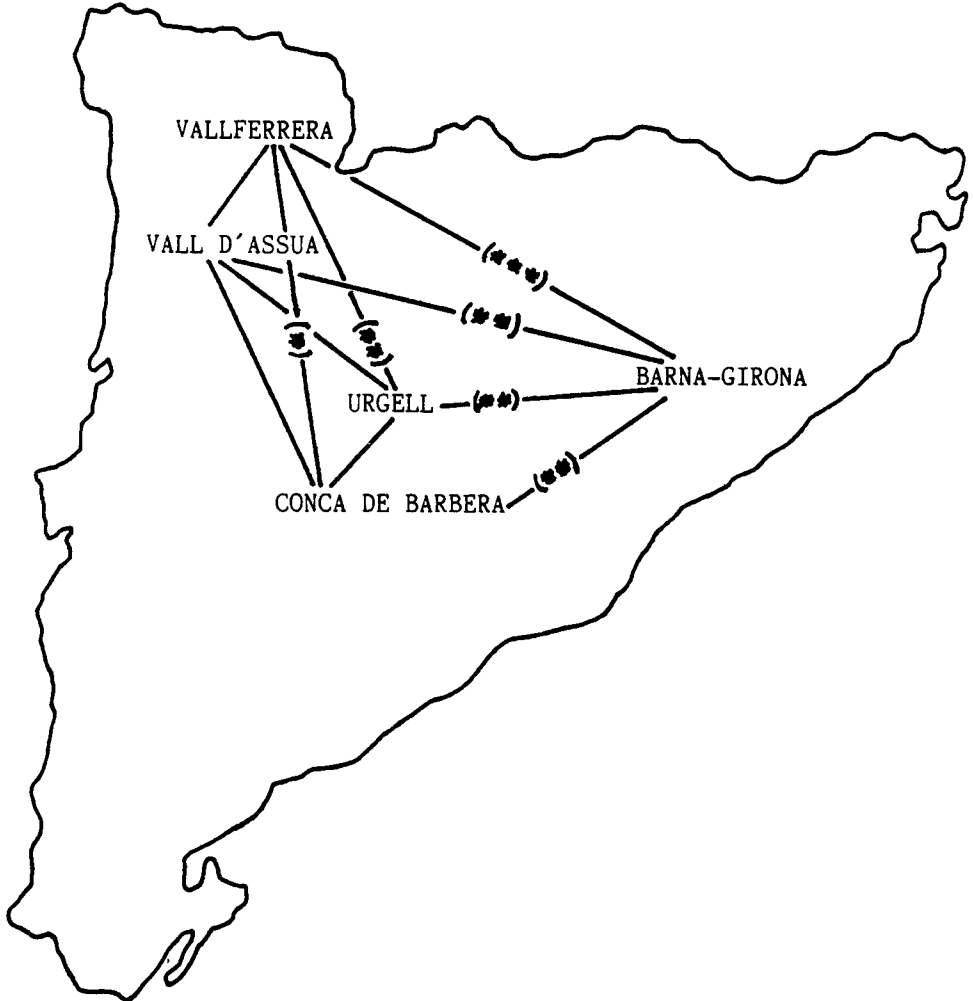 VALLFERRERA
VALL D´ASSUA
(***)
(**)
(*)
(**)
BARNA-GIRONA
URGELL
(**)
(**)
CONCA DE BARBERA